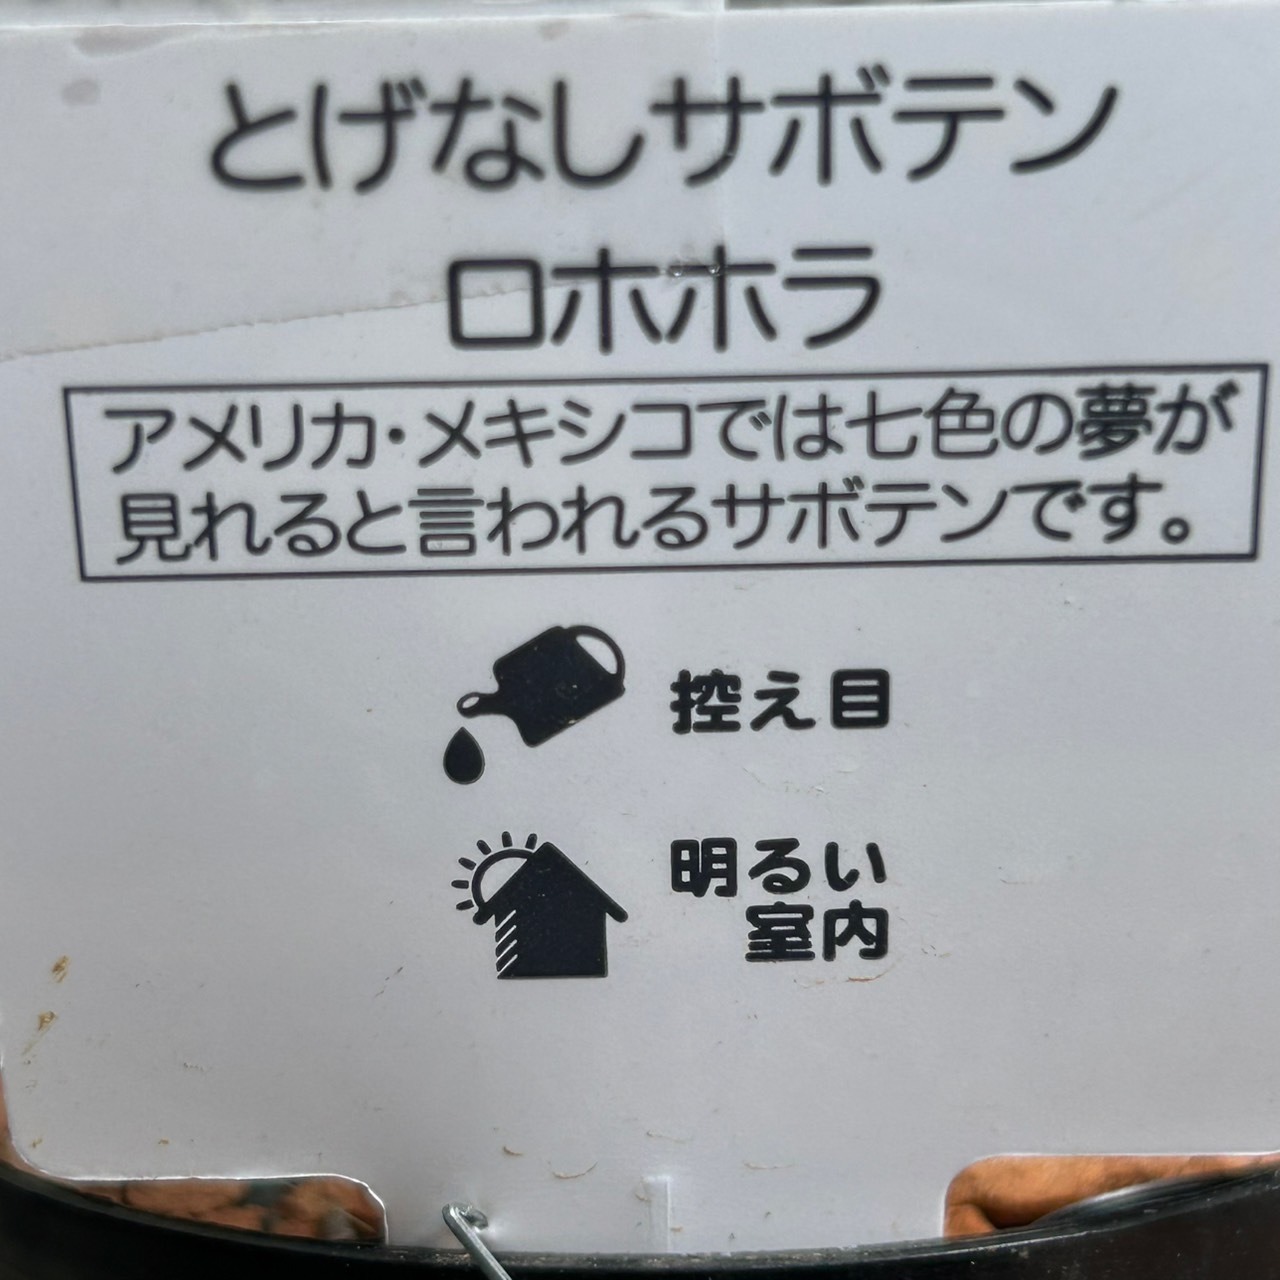 とげなしサボテン
ロホホラ
アメリカ・メキシコでは七色の夢が
見れると言われるサボテンです。
控え目
明るい
室内